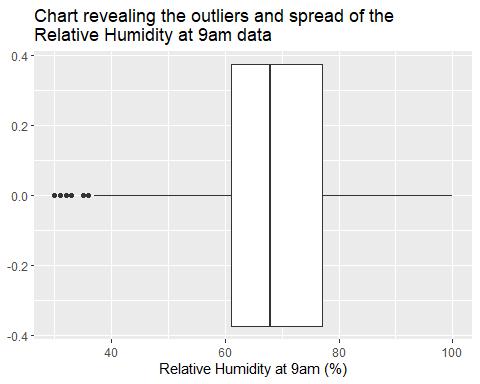 Chart revealing the outliers and spread of the
Relative Humidity at 9am data
0.4
0.2
0.0
-0.2
-0.4
40 60 80 100
Relative Humidity at 9am (%)